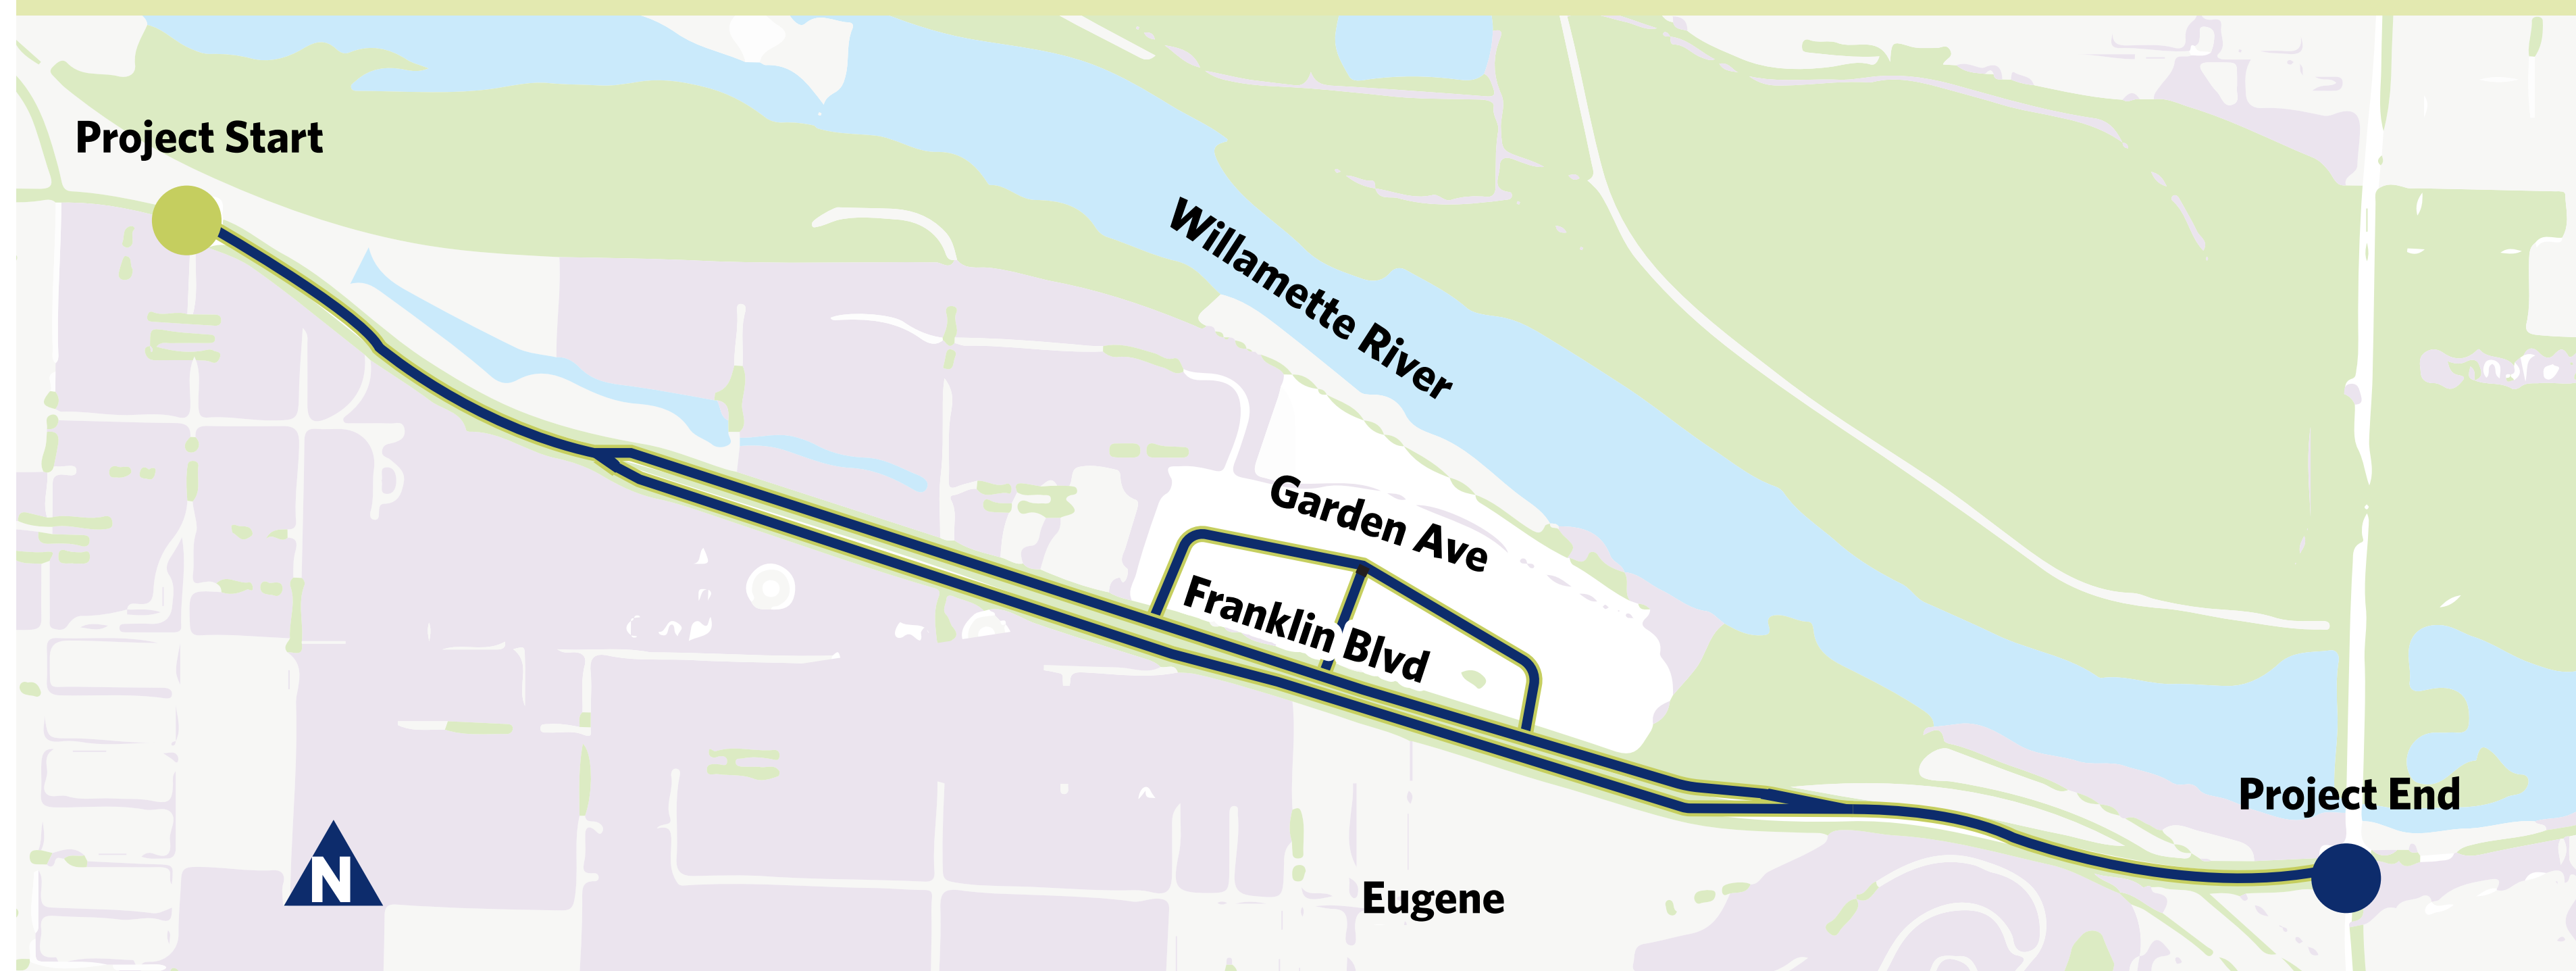 Project Start
Willamette River
Garden Ave
Franklin Blvd
Project End
N
Eugene